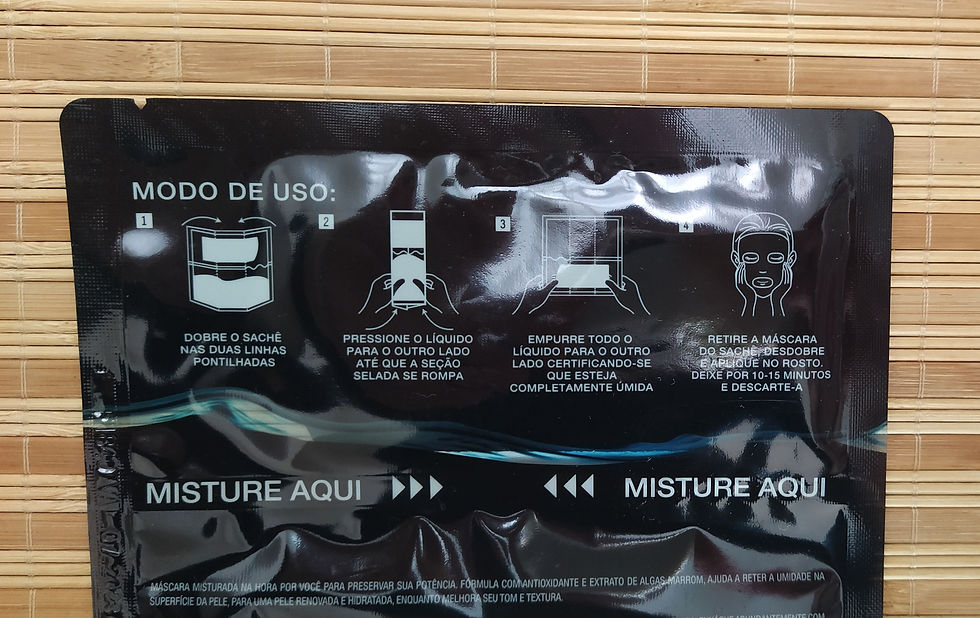 MODO DE USO:
1
2
3
4
DOBRE O SACHÊ
NAS DUAS LINHAS
PONTILHADAS
PRESSIONE O LÍQUIDO
PARA O OUTRO LADO
ATÉ QUE A SEÇÃO
SELADA SE ROMPA
EMPURRE TODO O
LÍQUIDO PARA O OUTRO
LADO CERTIFICANDO-SE
QUE ESTEJA
COMPLETAMENTE ÚMIDA
RETIRE A MÁSCARA
DO SACHÊ, DESDOBRE
E APLIQUE NO ROSTO.
DEIXE POR 10-15 MINUTOS
E DESCARTE-A
MISTURE AQUI
MISTURE AQUI
MÁSCARA MISTURADA NA HORA POR VOCÊ PARA PRESERVAR SUA POTÊNCIA. FÓRMULA COM ANTIOXIDANTE E EXTRATO DE ALGAS MARROM, AJUDA A RETER A UMIDADE NA
SUPERFÍCIE DA PELE, PARA UMA PELE RENOVADA E HIDRATADA, ENQUANTO MELHORA SEU TOM E TEXTURA.
ABUNDANTEMENTE COM